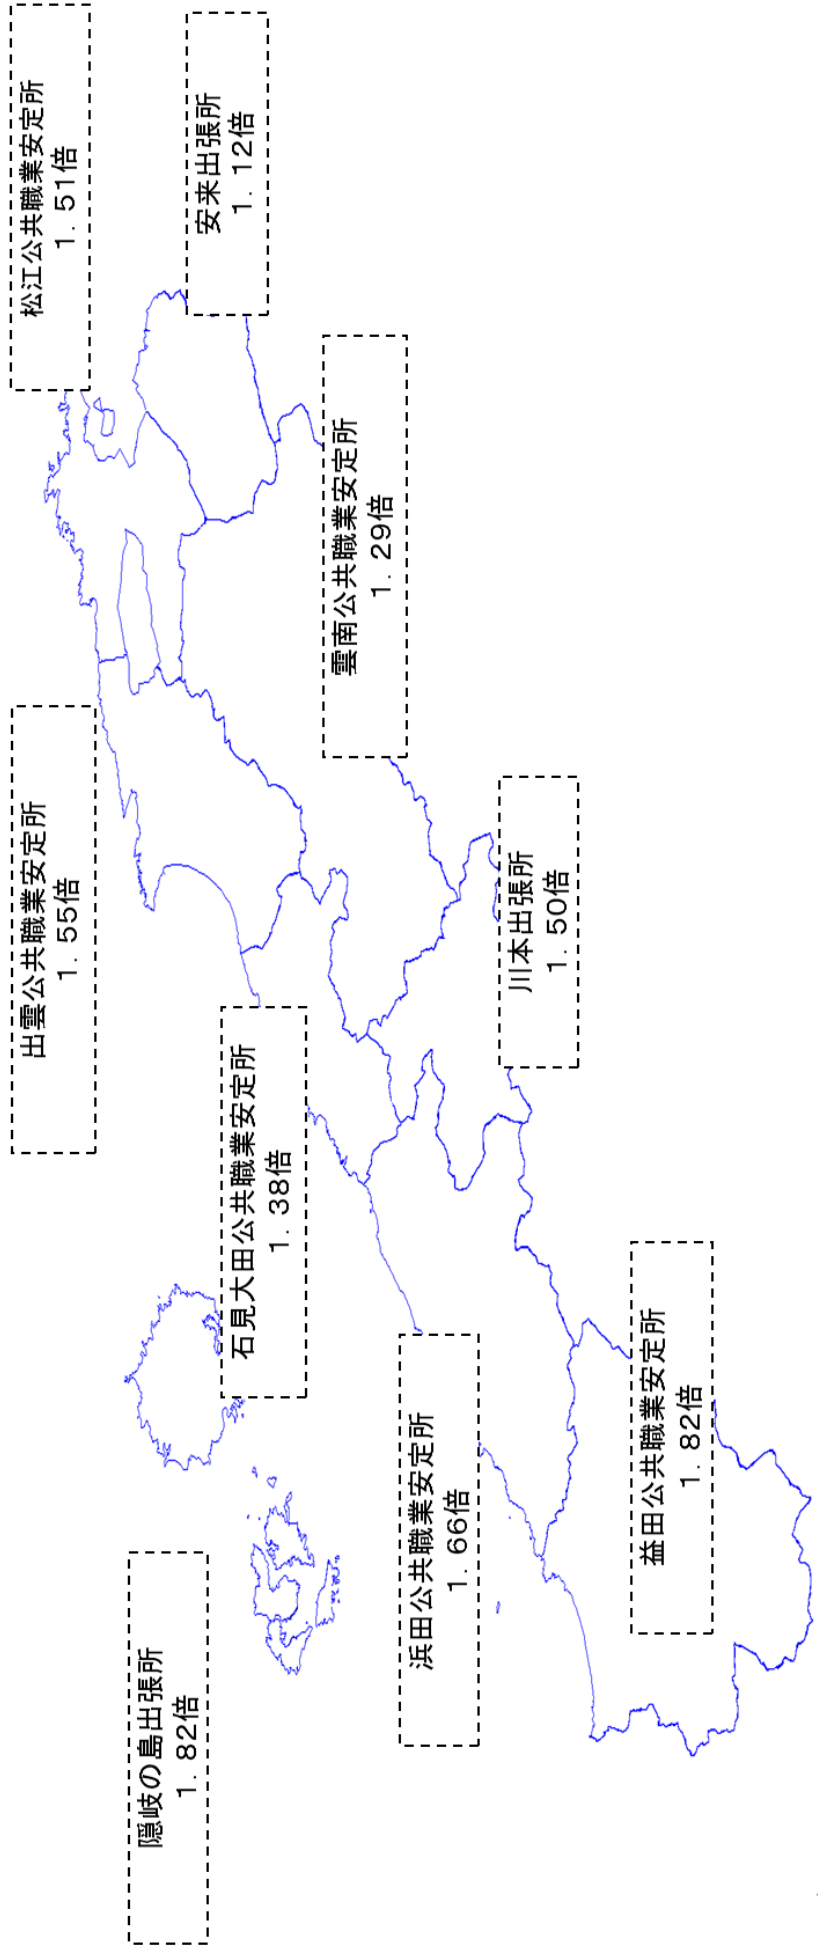 隠岐の島出張所
1. 82倍
出雲公共職業安定所
1. 55倍
松江公共職業安定所
1. 51倍
安来出張所
1. 12倍
石見大田公共職業安定所
1. 38倍
雲南公共職業安定所
1. 29倍
浜田公共職業安定所
1. 66倍
川本出張所
1. 50倍
益田公共職業安定所
1. 82倍